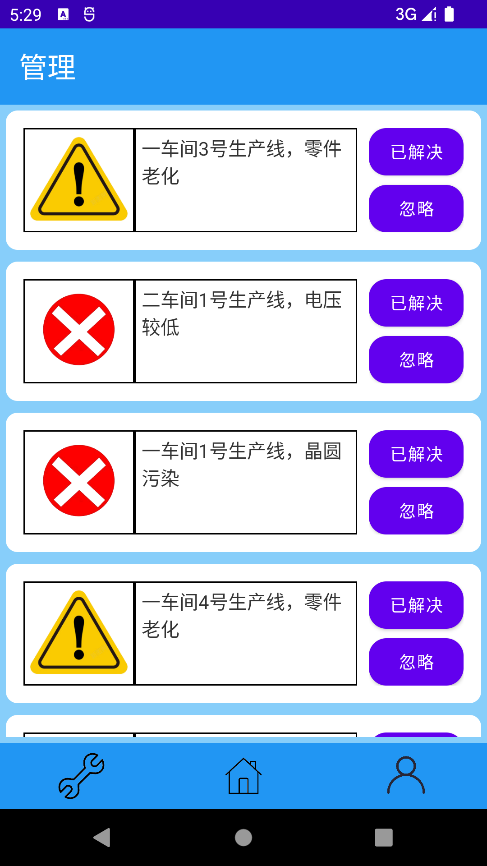 5:29
3G
管理
一车间3号生产线，零件
老化
已解决
忽略
二车间1号生产线，电压
较低
已解决
忽略
一车间1号生产线，晶圆
污染
已解决
忽略
一车间4号生产线，零件
老化
已解决
忽略